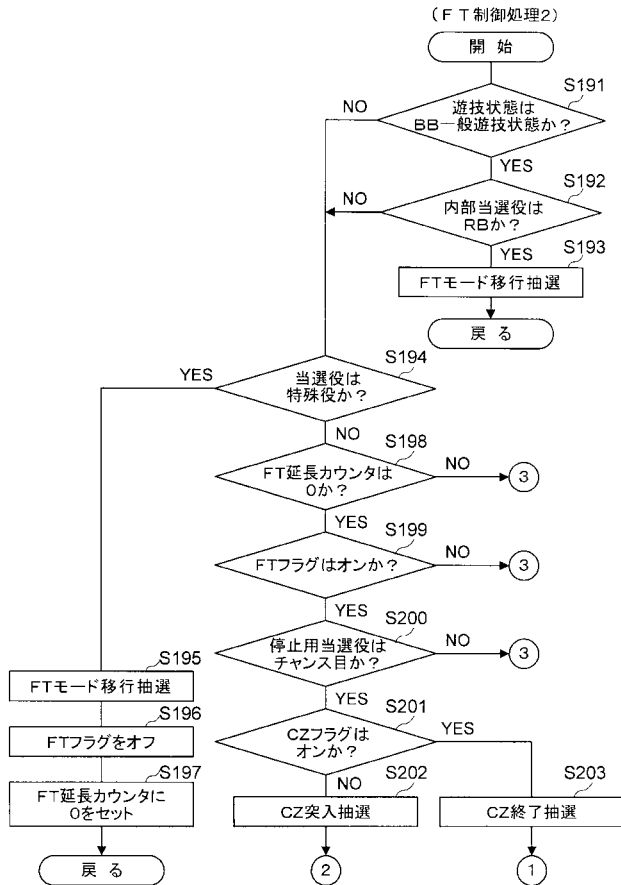 (FT制御処理2)
開始
S191
遊技状態は
BB一般遊技状態か?
NO
YES
S192
内部当選役は
RBか?
NO
YES
S193
FTモード移行抽選
戻る
S194
当選役は
特殊役か?
YES
NO
S198
FT延長カウンタは
0か?
NO
3
YES
S199
FTフラグはオンか?
NO
3
YES
S200
停止用当選役は
チャンス目か?
NO
3
YES
S195
FTモード移行抽選
S196
FTフラグをオフ
S197
FT延長カウンタに
0をセット
戻る
S201
CZフラグは
オンか?
YES
NO
S202
CZ突入抽選
2
S203
CZ終了抽選
1